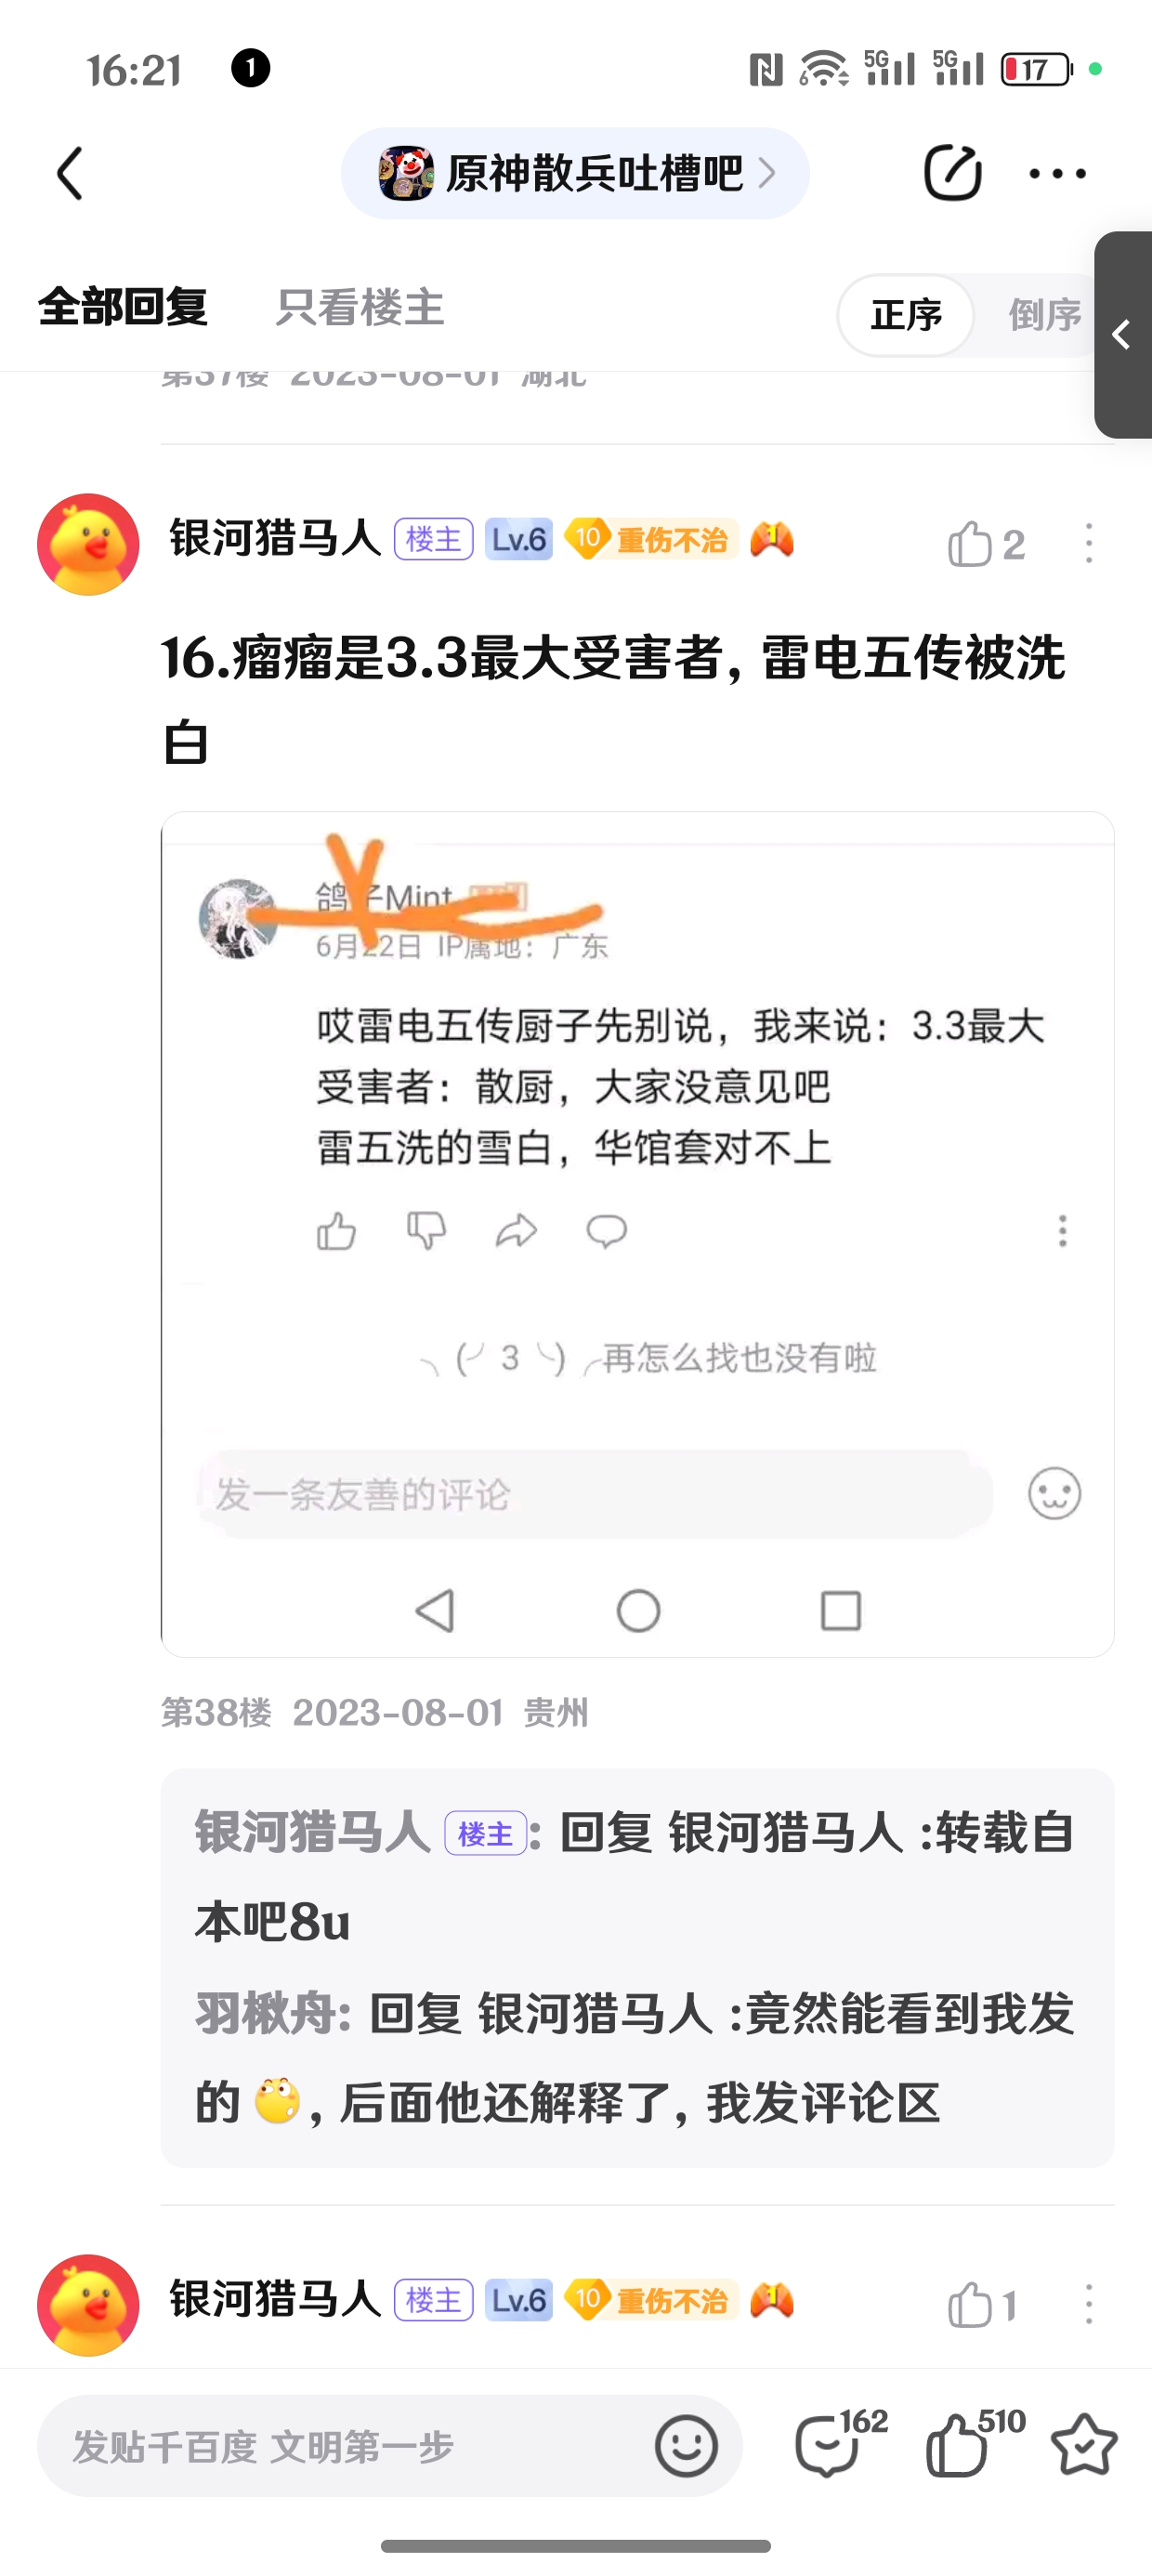 16:21
1
5G
5G
17
原神散兵吐槽吧
全部回复 只看楼主
正序 倒序
第37楼 2023-08-01 湖北
银河猎马人 楼主 Lv.6 10 重伤不治
2
16.瘤瘤是3.3最大受害者，雷电五传被洗
白
鸽子Mint
6月22日 IP属地：广东
哎雷电五传厨子先别说，我来说：3.3最大
受害者：散厨，大家没意见吧
雷五洗的雪白，华馆套对不上
╮(╯3╰)╭再怎么找也没有啦
发一条友善的评论
第38楼 2023-08-01 贵州
银河猎马人 楼主: 回复 银河猎马人 :转载自
本吧8u
羽楸舟: 回复 银河猎马人 :竟然能看到我发
的，后面他还解释了，我发评论区
银河猎马人 楼主 Lv.6 10 重伤不治
1
发贴千百度 文明第一步
162
510